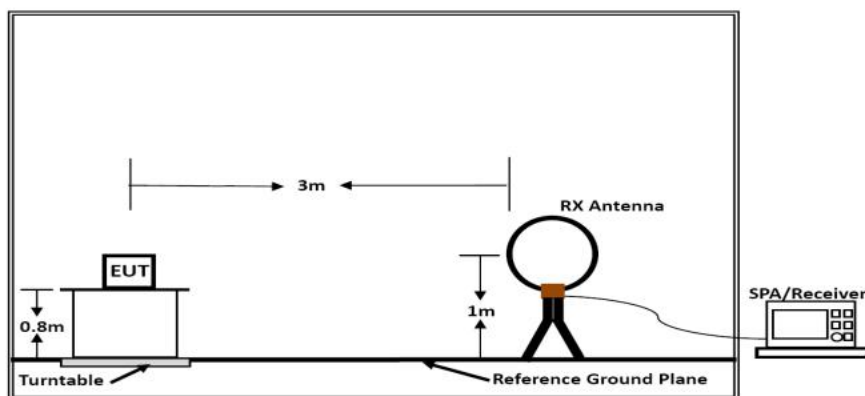 3m
RX Antenna
EUT
SPA/Receiver
0.8m
1m
Turntable
Reference Ground Plane